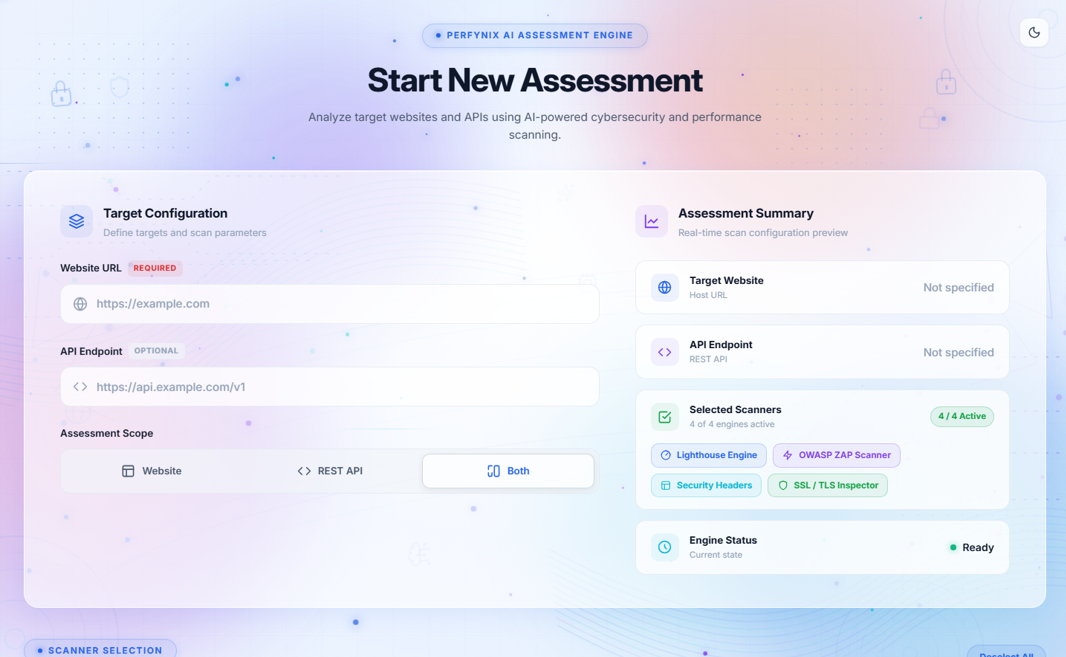 PERFYNIX AI ASSESSMENT ENGINE
Start New Assessment
Analyze target websites and APIs using AI-powered cybersecurity and performance
scanning.
Target Configuration
Define targets and scan parameters
Website URL REQUIRED
https://example.com
API Endpoint OPTIONAL
https://api.example.com/v1
Assessment Scope
Website REST API Both
Assessment Summary
Real-time scan configuration preview
Target Website
Host URL
Not specified
API Endpoint
REST API
Not specified
Selected Scanners
4 of 4 engines active
4 / 4 Active
Lighthouse Engine OWASP ZAP Scanner
Security Headers SSL / TLS Inspector
Engine Status
Current state
Ready
SCANNER SELECTION
Deselect All